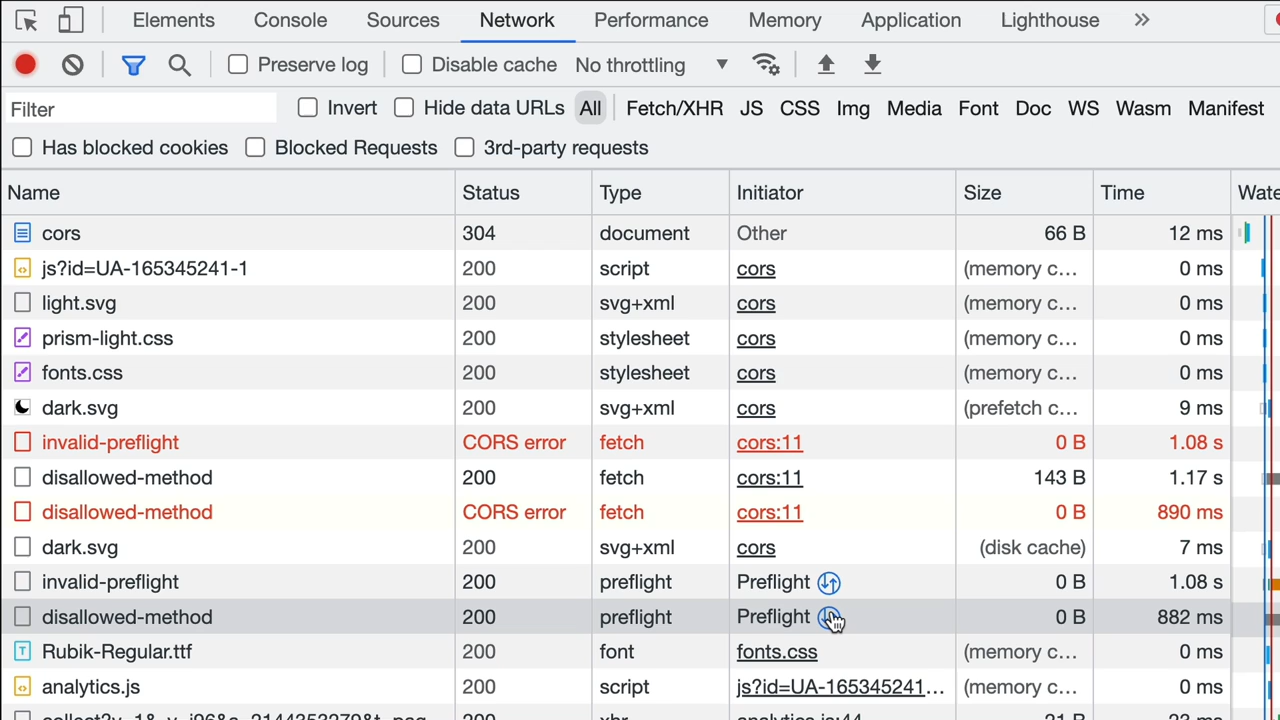 Elements Console Sources Network Performance Memory Application Lighthouse »
Preserve log Disable cache No throttling
Filter Invert Hide data URLs All Fetch/XHR JS CSS Img Media Font Doc WS Wasm Manifest
Has blocked cookies Blocked Requests 3rd-party requests
Name Status Type Initiator Size Time Wate
cors 304 document Other 66 B 12 ms
js?id=UA-165345241-1 200 script cors (memory c... 0 ms
light.svg 200 svg+xml cors (memory c... 0 ms
prism-light.css 200 stylesheet cors (memory c... 0 ms
fonts.css 200 stylesheet cors (memory c... 0 ms
dark.svg 200 svg+xml cors (prefetch c... 9 ms
invalid-preflight CORS error fetch cors:11 0 B 1.08 s
disallowed-method 200 fetch cors:11 143 B 1.17 s
disallowed-method CORS error fetch cors:11 0 B 890 ms
dark.svg 200 svg+xml cors (disk cache) 7 ms
invalid-preflight 200 preflight Preflight 0 B 1.08 s
disallowed-method 200 preflight Preflight 0 B 882 ms
Rubik-Regular.ttf 200 font fonts.css (memory c... 0 ms
analytics.js 200 script js?id=UA-165345241... (memory c... 0 ms
200 xhr analytics.js:44 21 B 23 ms